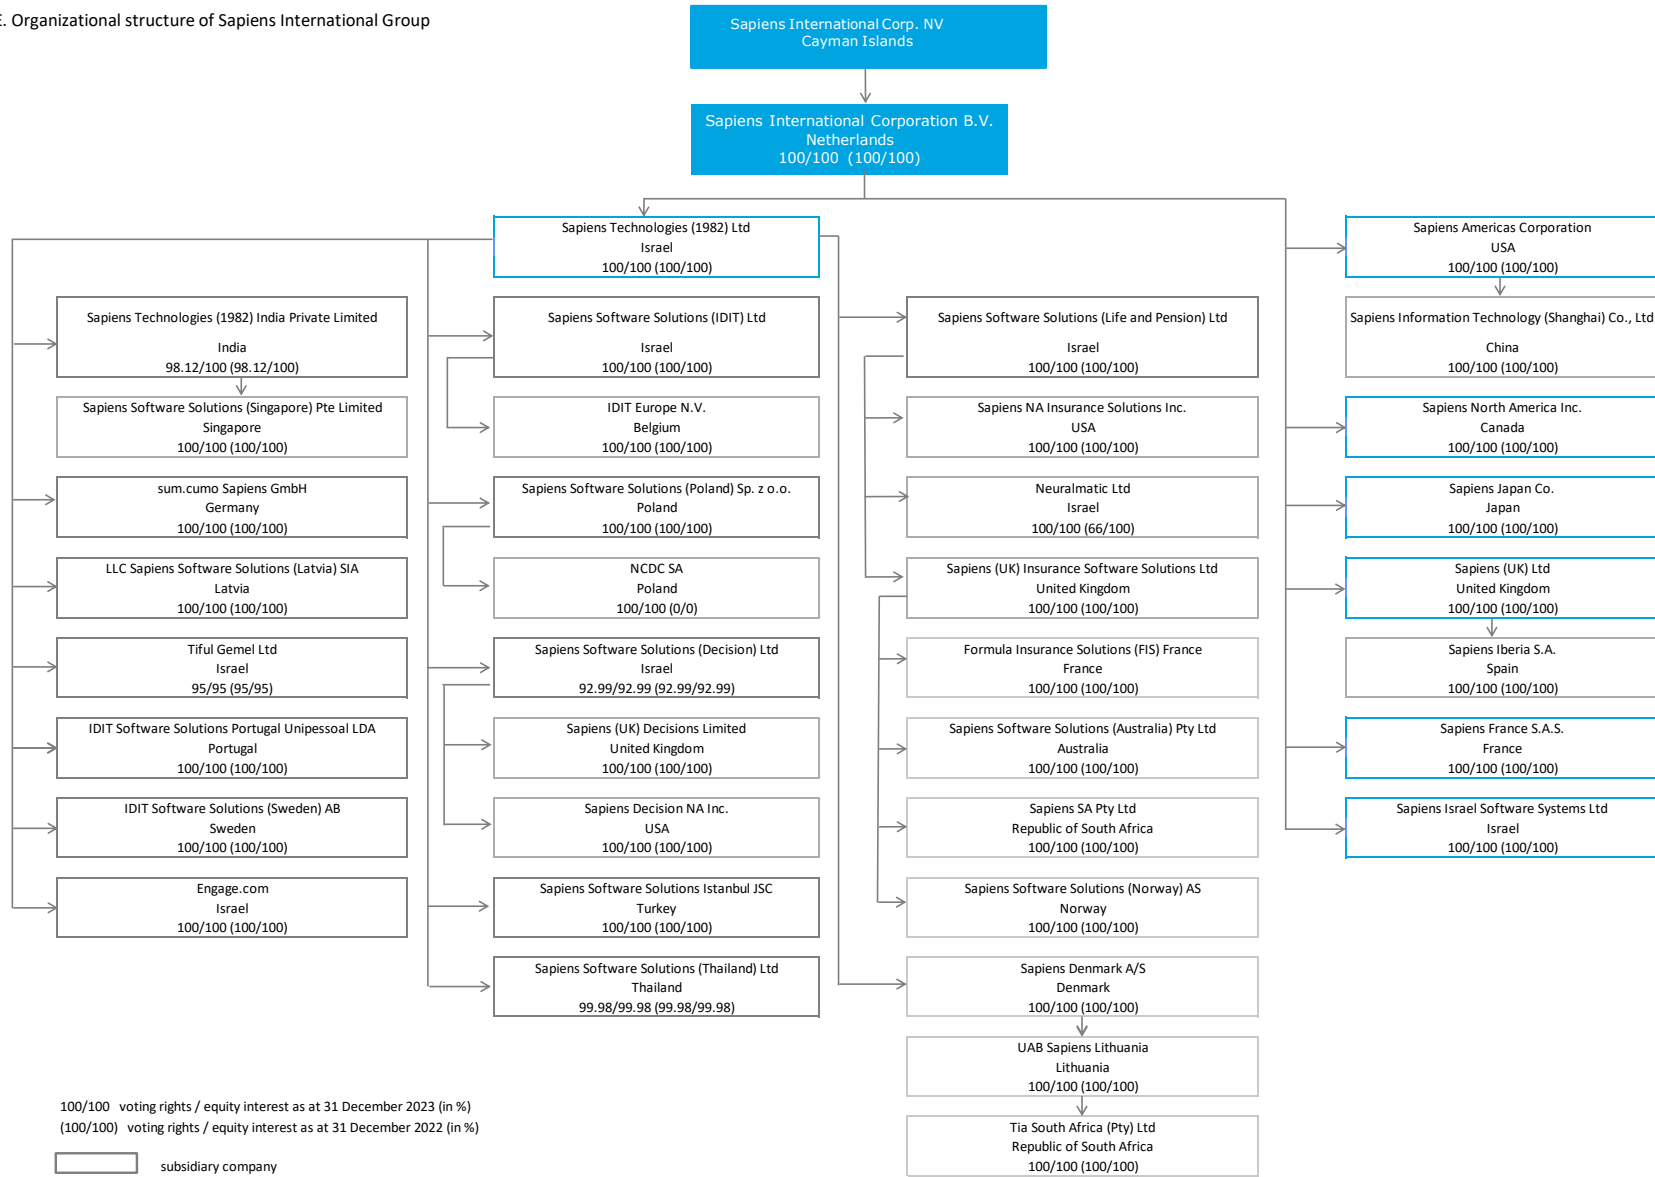 E. Organizational structure of Sapiens International Group
Sapiens International Corp. NV
Cayman Islands
Sapiens International Corporation B.V.
Netherlands
100/100 (100/100)
Sapiens Technologies (1982) Ltd
Israel
100/100 (100/100)
Sapiens Technologies (1982) India Private Limited
India
98.12/100 (98.12/100)
Sapiens Software Solutions (Singapore) Pte Limited
Singapore
100/100 (100/100)
sum.cumo Sapiens GmbH
Germany
100/100 (100/100)
LLC Sapiens Software Solutions (Latvia) SIA
Latvia
100/100 (100/100)
Tiful Gemel Ltd
Israel
95/95 (95/95)
IDIT Software Solutions Portugal Unipessoal LDA
Portugal
100/100 (100/100)
IDIT Software Solutions (Sweden) AB
Sweden
100/100 (100/100)
Engage.com
Israel
100/100 (100/100)
Sapiens Software Solutions (IDIT) Ltd
Israel
100/100 (100/100)
IDIT Europe N.V.
Belgium
100/100 (100/100)
Sapiens Software Solutions (Poland) Sp. z o.o.
Poland
100/100 (100/100)
NCDC SA
Poland
100/100 (0/0)
Sapiens Software Solutions (Decision) Ltd
Israel
92.99/92.99 (92.99/92.99)
Sapiens (UK) Decisions Limited
United Kingdom
100/100 (100/100)
Sapiens Decision NA Inc.
USA
100/100 (100/100)
Sapiens Software Solutions Istanbul JSC
Turkey
100/100 (100/100)
Sapiens Software Solutions (Thailand) Ltd
Thailand
99.98/99.98 (99.98/99.98)
Sapiens Software Solutions (Life and Pension) Ltd
Israel
100/100 (100/100)
Sapiens NA Insurance Solutions Inc.
USA
100/100 (100/100)
Neuralmatic Ltd
Israel
100/100 (66/100)
Sapiens (UK) Insurance Software Solutions Ltd
United Kingdom
100/100 (100/100)
Formula Insurance Solutions (FIS) France
France
100/100 (100/100)
Sapiens Software Solutions (Australia) Pty Ltd
Australia
100/100 (100/100)
Sapiens SA Pty Ltd
Republic of South Africa
100/100 (100/100)
Sapiens Software Solutions (Norway) AS
Norway
100/100 (100/100)
Sapiens Denmark A/S
Denmark
100/100 (100/100)
UAB Sapiens Lithuania
Lithuania
100/100 (100/100)
Tia South Africa (Pty) Ltd
Republic of South Africa
100/100 (100/100)
Sapiens Americas Corporation
USA
100/100 (100/100)
Sapiens Information Technology (Shanghai) Co., Ltd
China
100/100 (100/100)
Sapiens North America Inc.
Canada
100/100 (100/100)
Sapiens Japan Co.
Japan
100/100 (100/100)
Sapiens (UK) Ltd
United Kingdom
100/100 (100/100)
Sapiens Iberia S.A.
Spain
100/100 (100/100)
Sapiens France S.A.S.
France
100/100 (100/100)
Sapiens Israel Software Systems Ltd
Israel
100/100 (100/100)
100/100 voting rights / equity interest as at 31 December 2023 (in %)
(100/100) voting rights / equity interest as at 31 December 2022 (in %)
subsidiary company